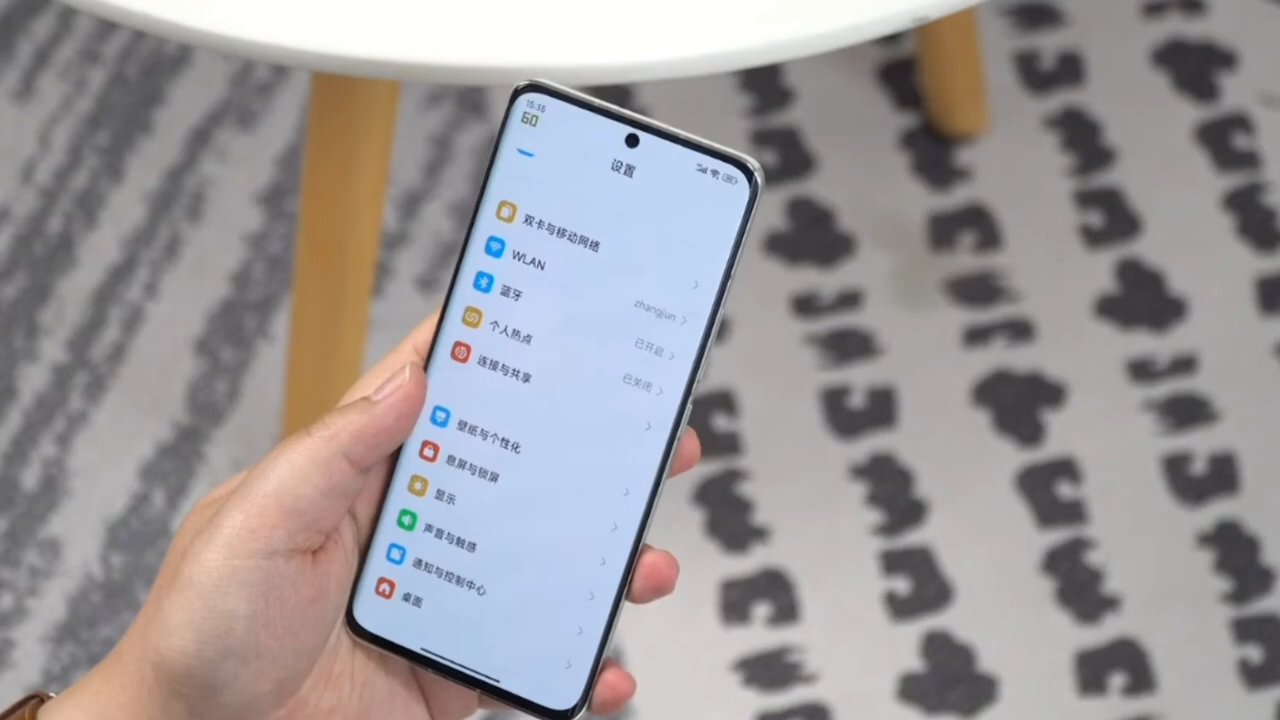 15:35
60
设置
双卡与移动网络
WLAN
zhangjun
蓝牙
已开启
个人热点
已关闭
连接与共享
壁纸与个性化
息屏与锁屏
显示
声音与触感
通知与控制中心
桌面